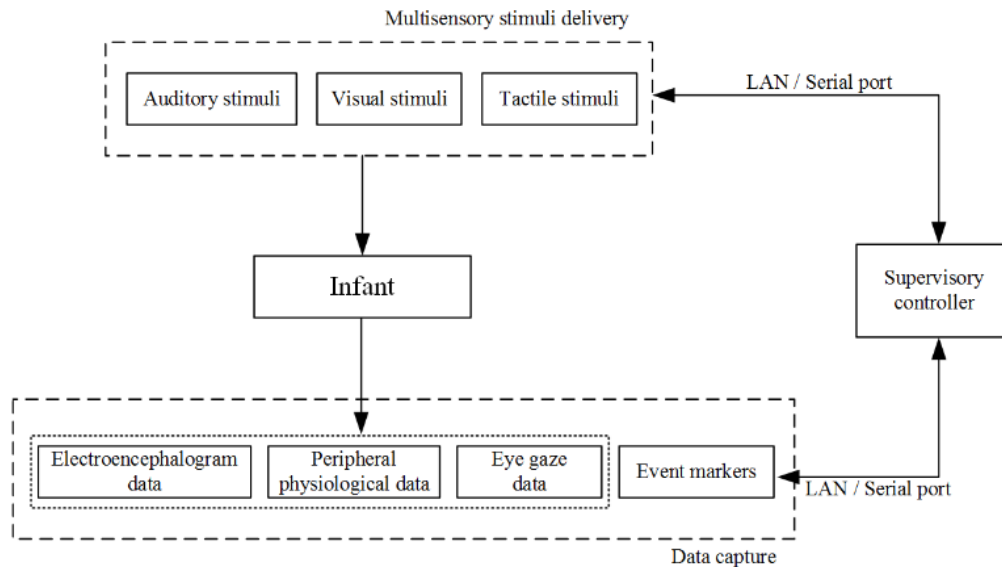 Multisensory stimuli delivery
Auditory stimuli
Visual stimuli
Tactile stimuli
LAN / Serial port
Infant
Supervisory
controller
Electroencephalogram
data
Peripheral
physiological data
Eye gaze
data
Event markers
LAN / Serial port
Data capture